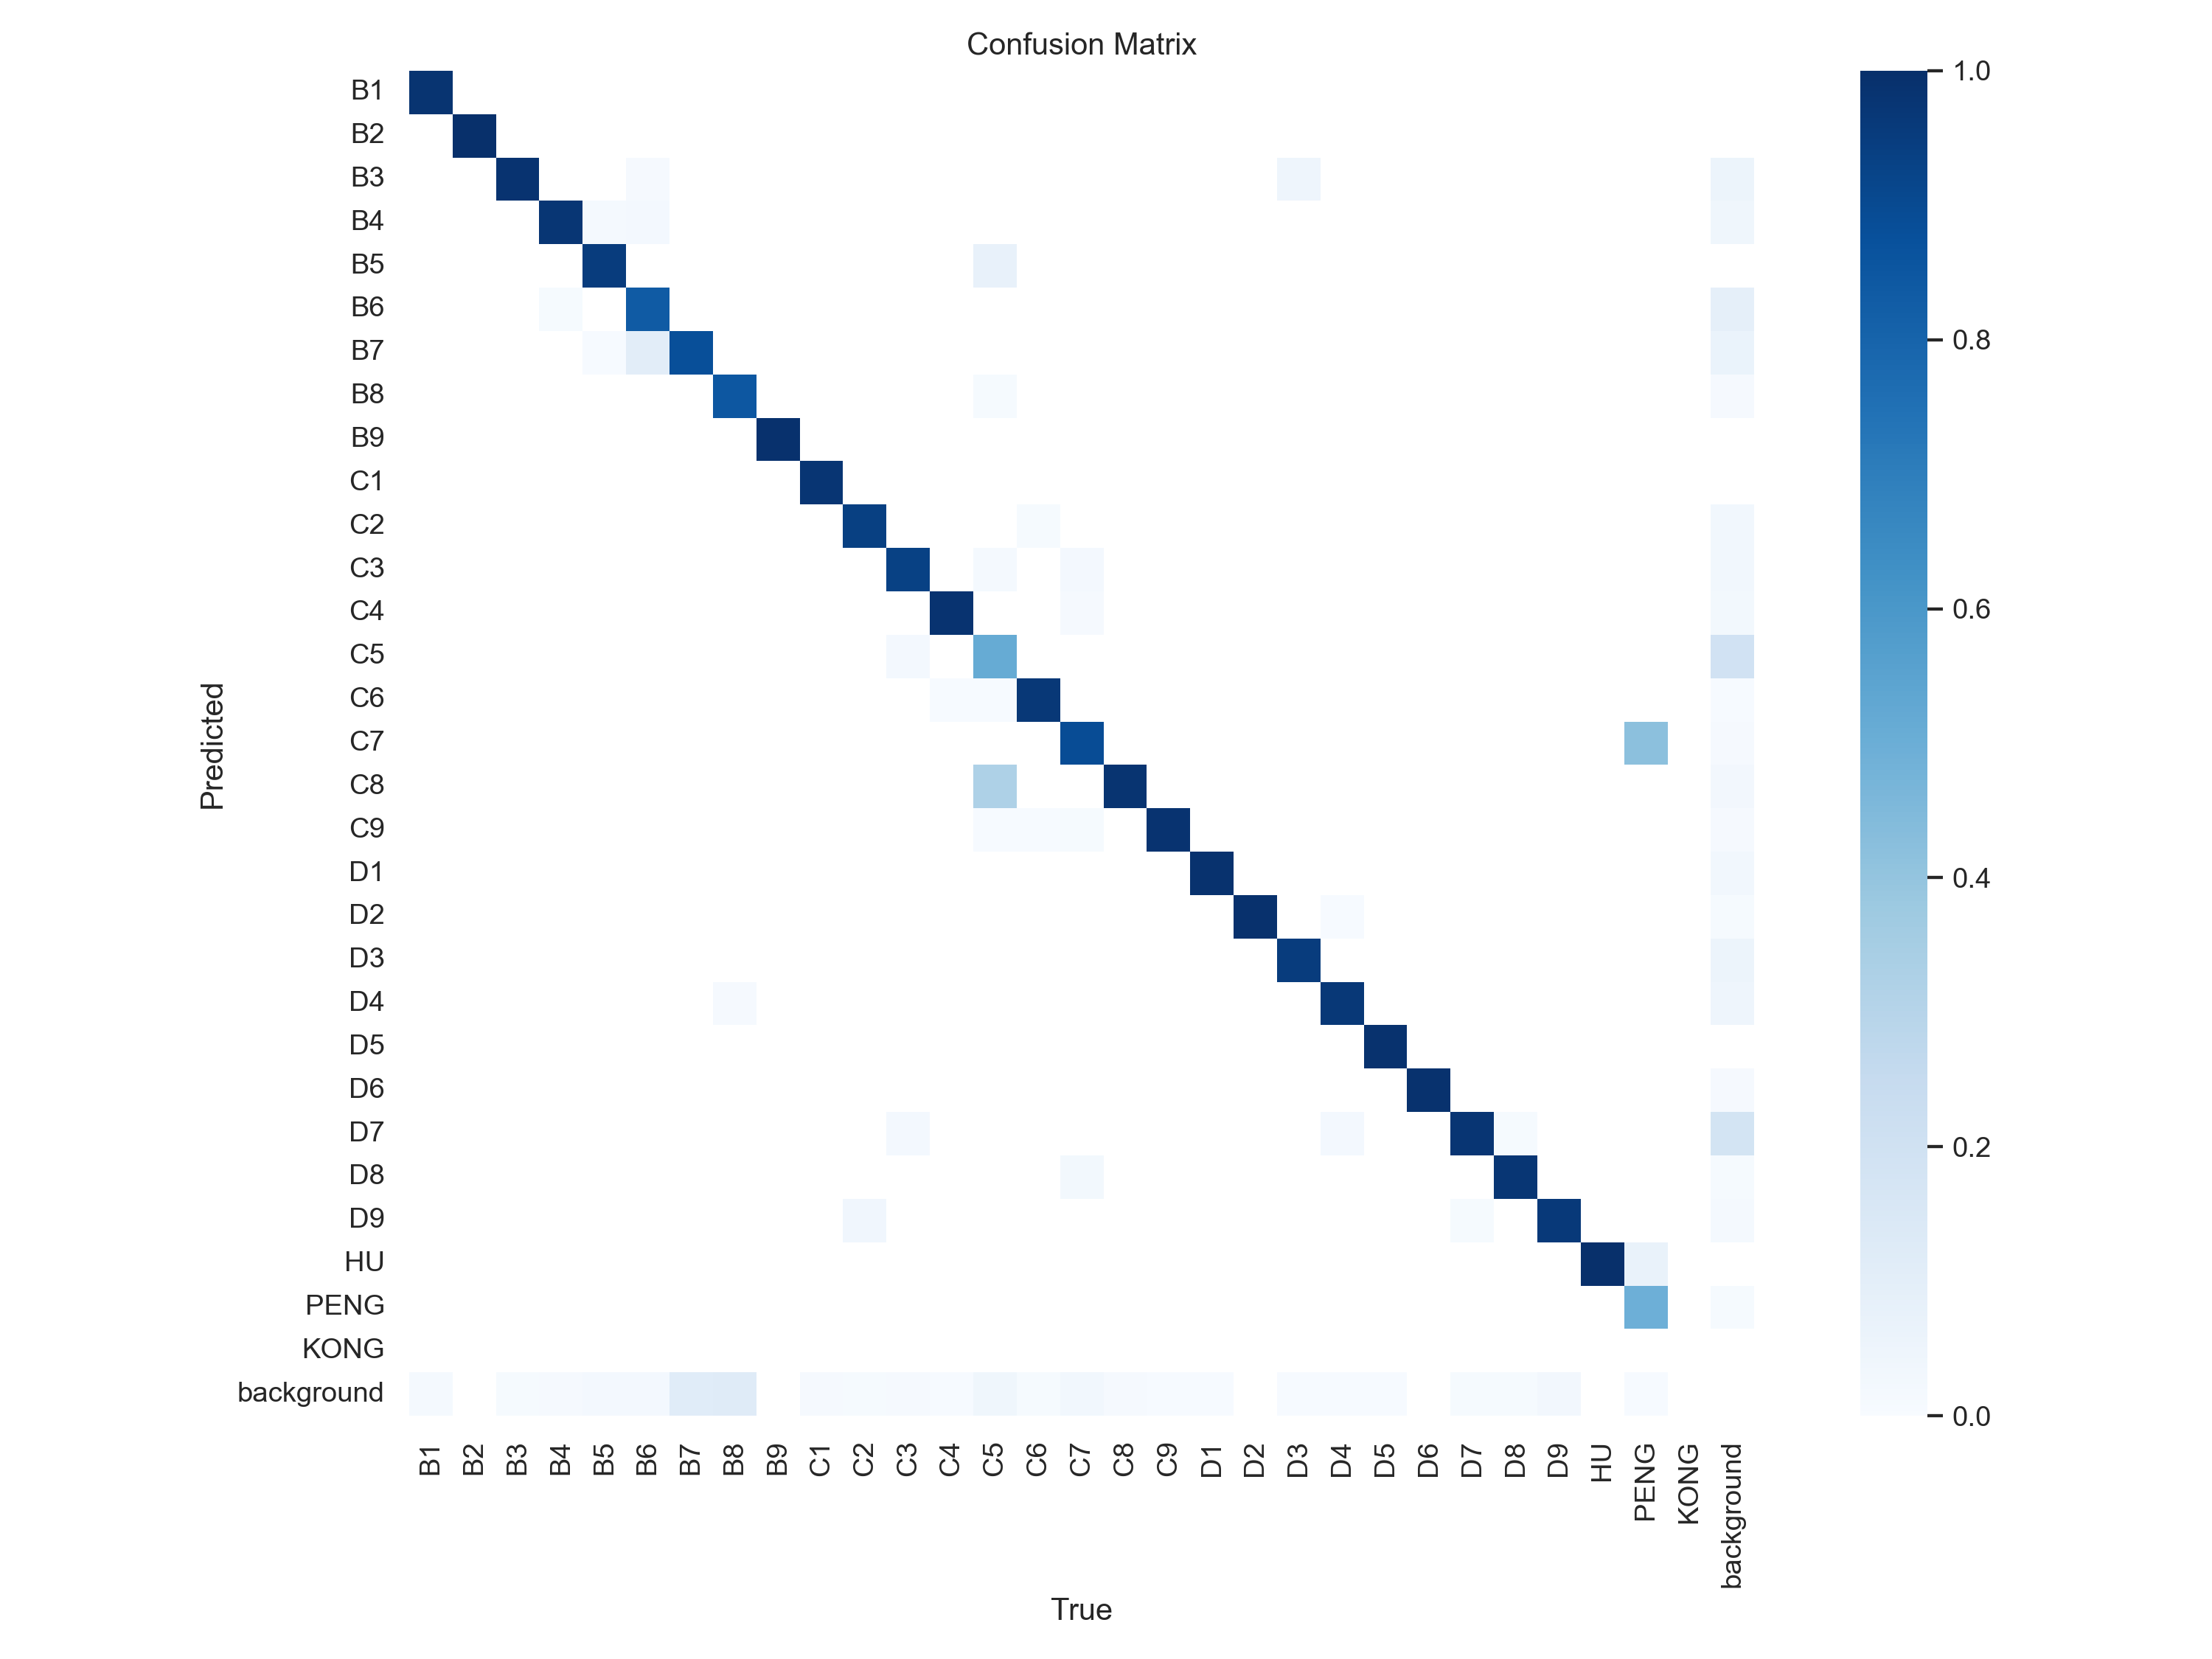 Confusion Matrix
B1
B2
B3
B4
B5
B6
B7
B8
B9
C1
C2
C3
C4
C5
C6
C7
C8
C9
D1
D2
D3
D4
D5
D6
D7
D8
D9
HU
PENG
KONG
background
Predicted
B1 B2 B3 B4 B5 B6 B7 B8 B9 C1 C2 C3 C4 C5 C6 C7 C8 C9 D1 D2 D3 D4 D5 D6 D7 D8 D9 HU PENG KONG background
True
1.0
0.8
0.6
0.4
0.2
0.0